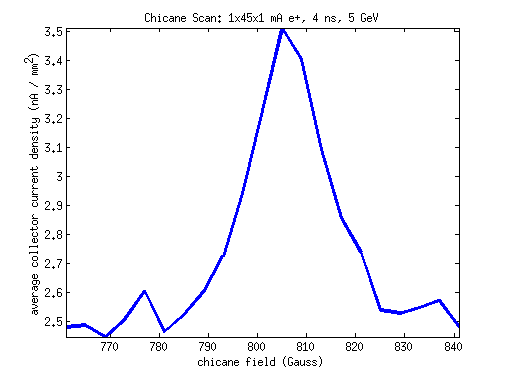 Chicane Scan: 1x45x1 mA e+, 4 ns, 5 GeV
average collector current density (nA / mm²)
3.5
3.4
3.3
3.2
3.1
3
2.9
2.8
2.7
2.6
2.5
770 780 790 800 810 820 830 840
chicane field (Gauss)